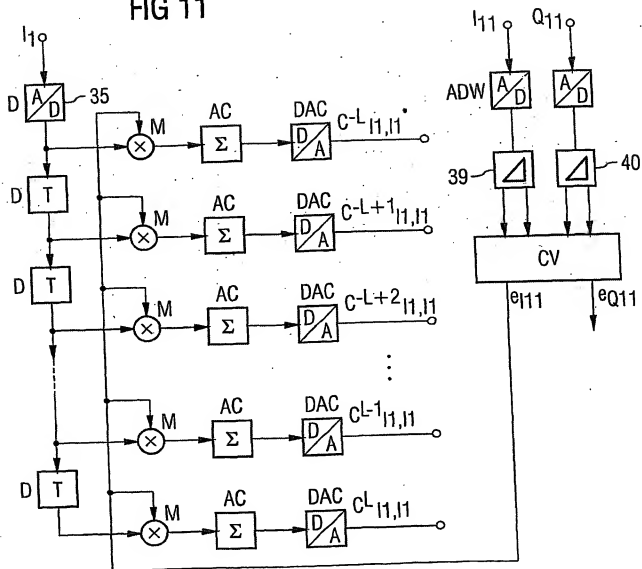 FIG 11
I1
I11 Q11
D A/D 35
ADW A/D A/D
M AC Σ DAC D/A C-L I1,I1
39 40
D T
M AC Σ DAC D/A C-L+1 I1,I1
CV
D T
M AC Σ DAC D/A C-L+2 I1,I1
eI11 eQ11
M AC Σ DAC D/A CL-1 I1,I1
D T
M AC Σ DAC D/A CL I1,I1